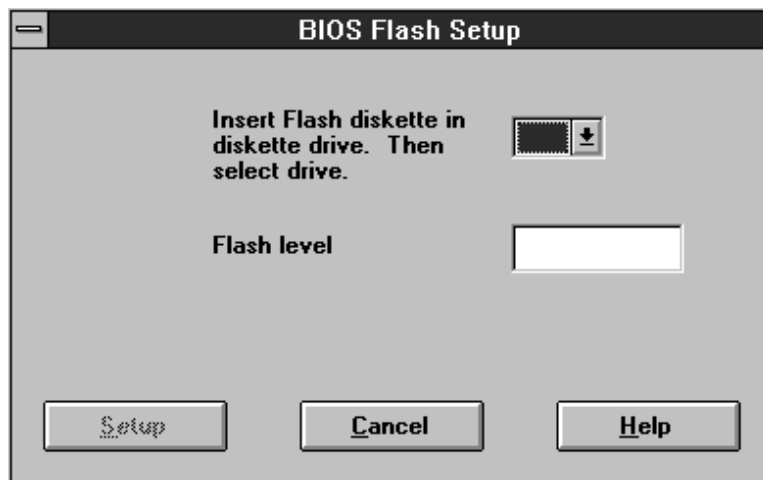 BIOS Flash Setup
Insert Flash diskette in
diskette drive.  Then
select drive.
Flash level
Setup
Cancel
Help